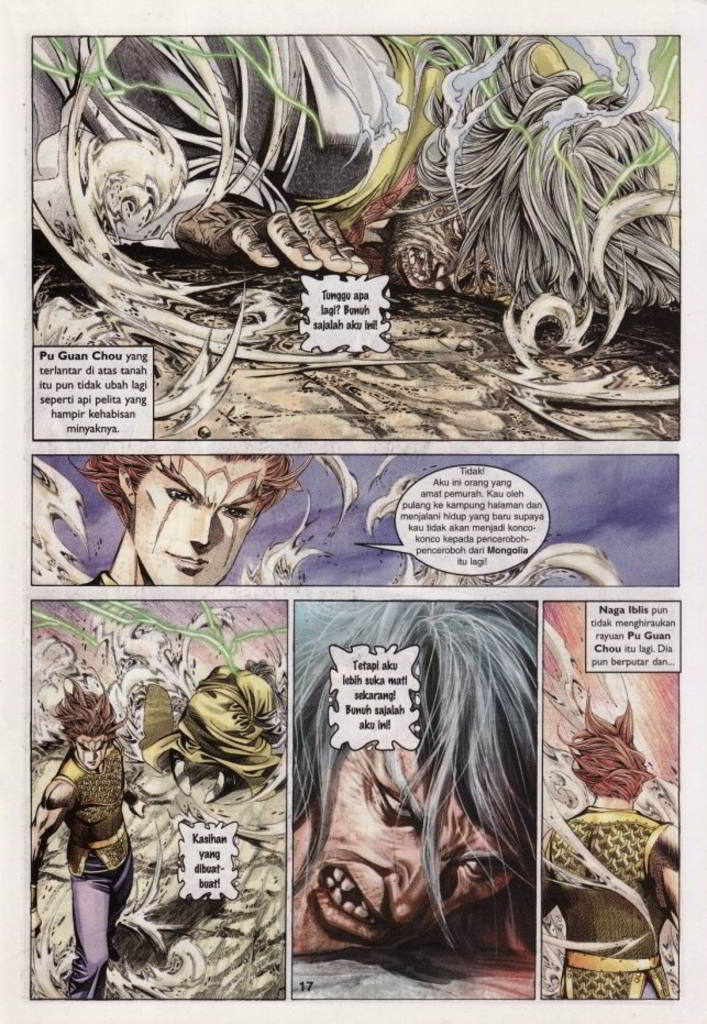 Tunggu apa
lagi? Bunuh
sajalah aku ini!
Pu Guan Chou yang
terlantar di atas tanah
itu pun tidak ubah lagi
seperti api pelita yang
hampir kehabisan
minyaknya.
Tidak!
Aku ini orang yang
amat pemurah. Kau oleh
pulang ke kampung halaman dan
menjalani hidup yang baru supaya
kau tidak akan menjadi konco-
konco kepada penceroboh-
penceroboh dari Mongolia
itu lagi!
Kasihan
yang
dibuat-
buat!
Tetapi aku
lebih suka mati
sekarang!
Bunuh sajalah
aku ini!
Naga Iblis pun
tidak menghiraukan
rayuan Pu Guan
Chou itu lagi. Dia
pun berputar dan...
17